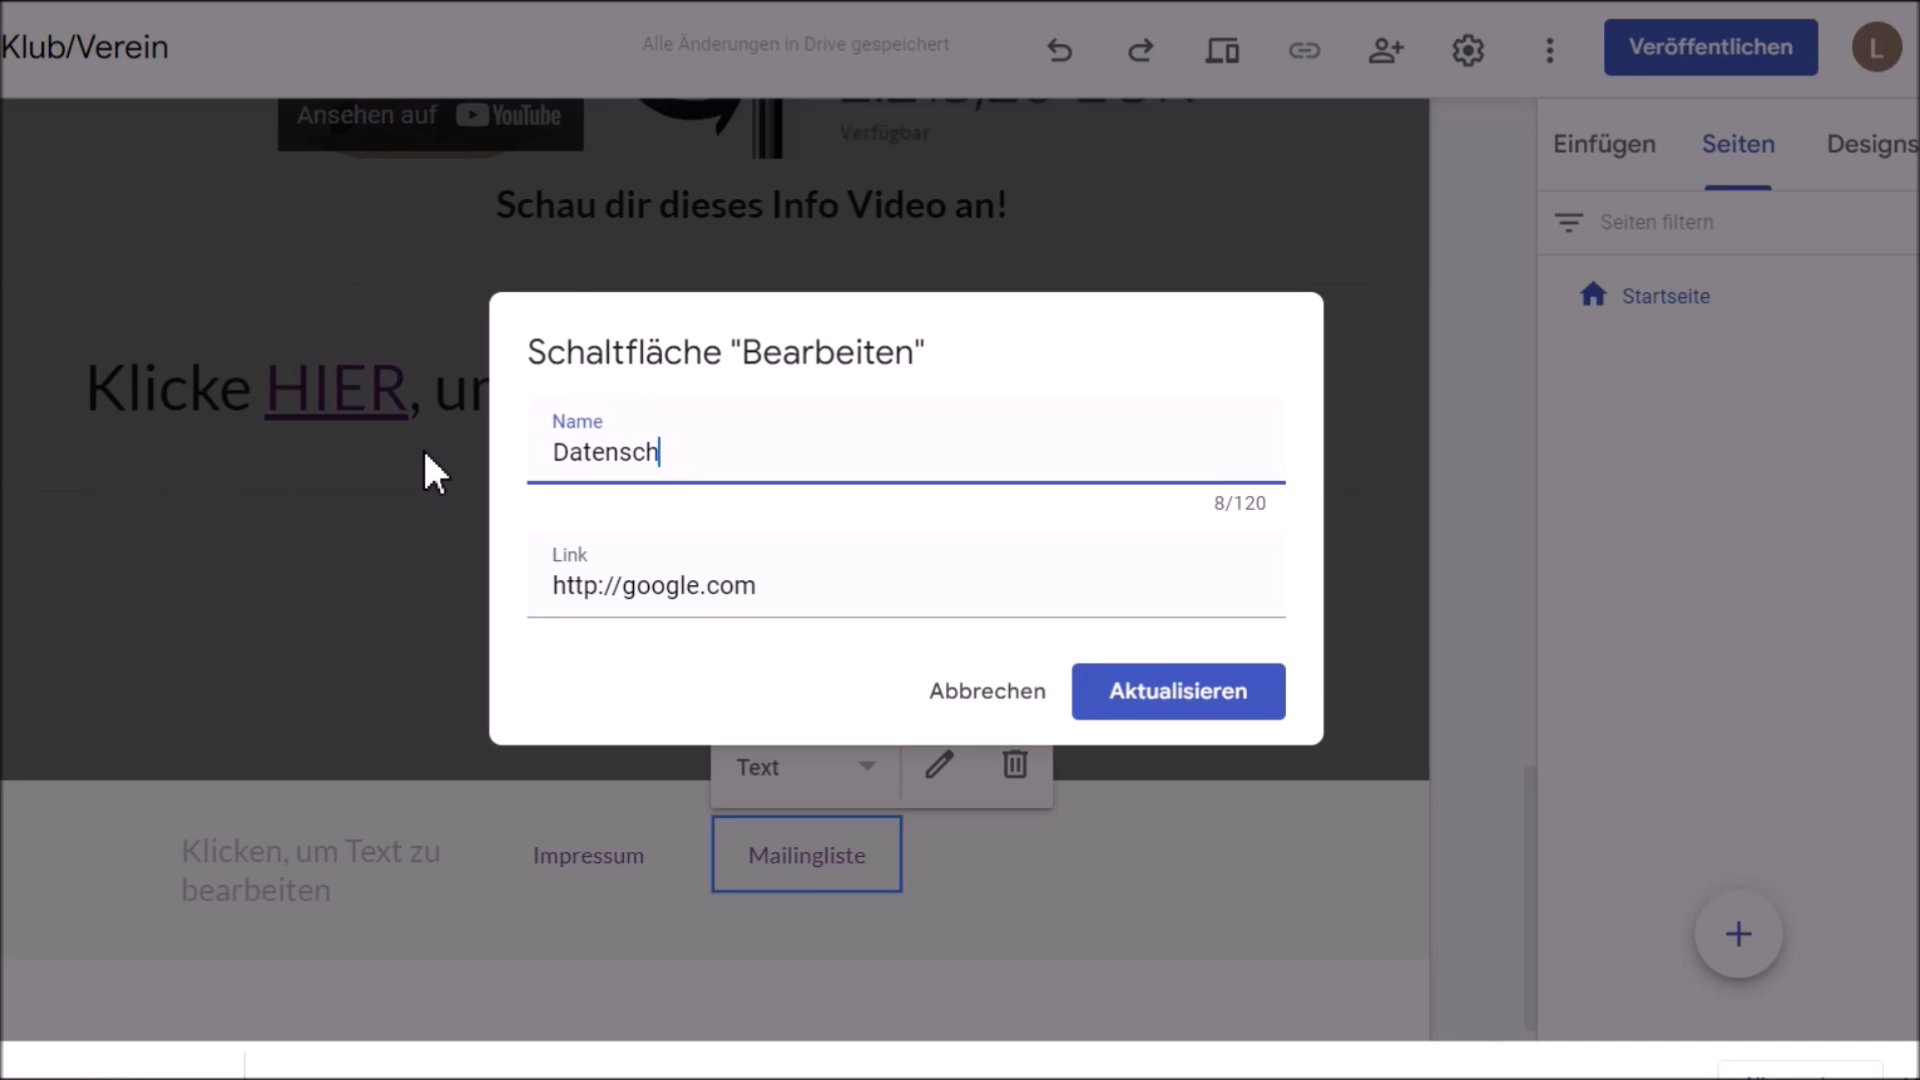 Klub/Verein
Alle Änderungen in Drive gespeichert
Veröffentlichen
L
Ansehen auf YouTube
Verfügbar
Einfügen
Seiten
Designs
Schau dir dieses Info Video an!
Seiten filtern
Startseite
Klicke HIER, un
Schaltfläche "Bearbeiten"
Name
Datensch
8/120
Link
http://google.com
Abbrechen
Aktualisieren
Text
Klicken, um Text zu
bearbeiten
Impressum
Mailingliste